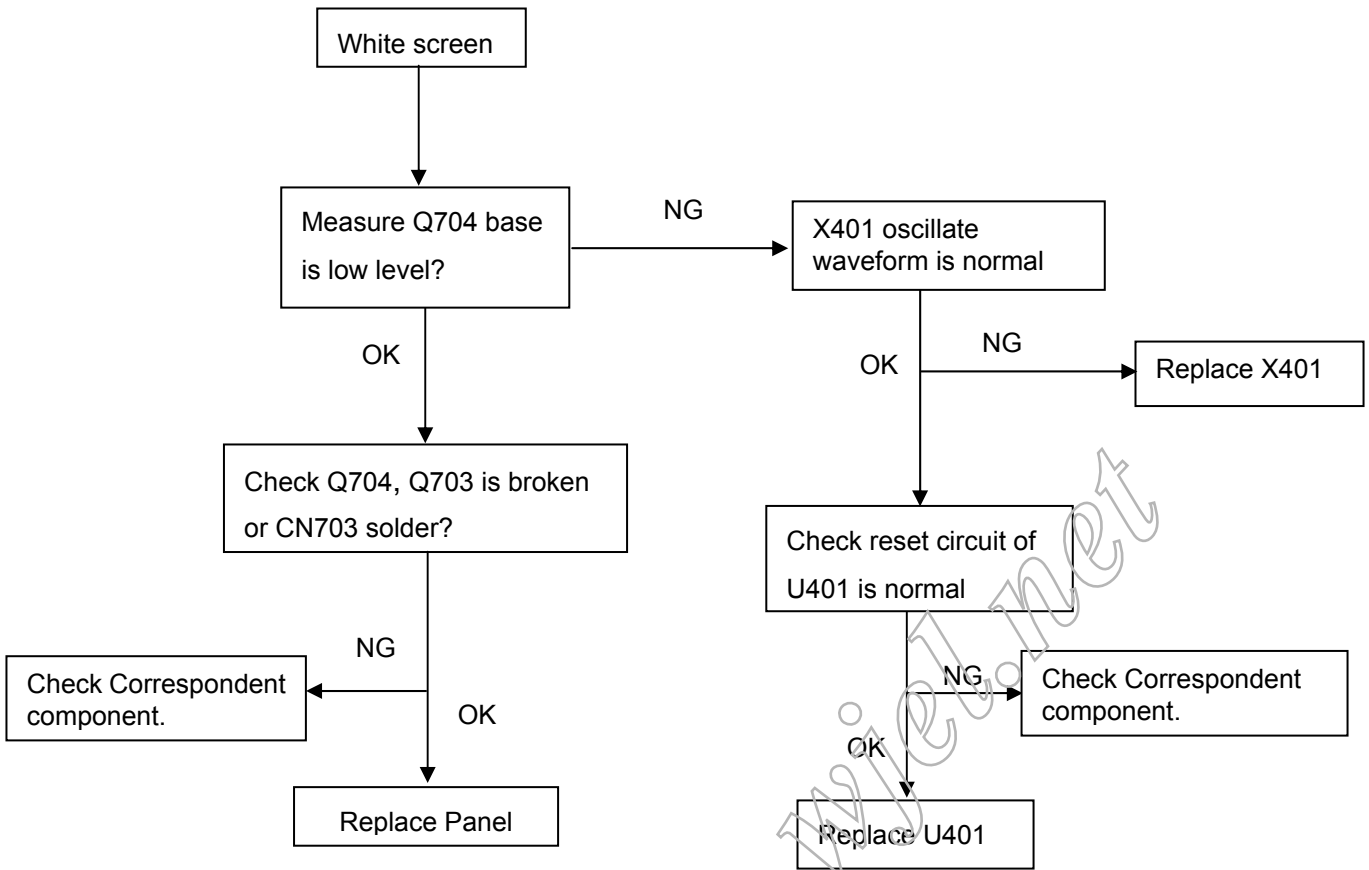 White screen
Measure Q704 base
is low level?
NG
X401 oscillate
waveform is normal
OK
OK
NG
Replace X401
Check Q704, Q703 is broken
or CN703 solder?
Check reset circuit of
U401 is normal
NG
Check Correspondent
component.
OK
NG
Check Correspondent
component.
OK
Replace Panel
Replace U401
wjel.net